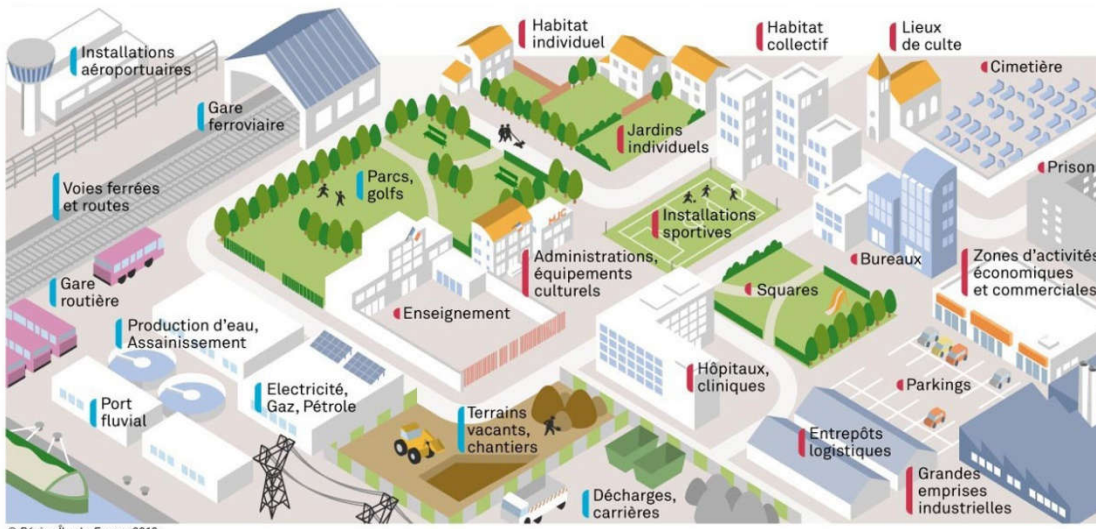 Installations
aéroportuaires
Gare
ferroviaire
Habitat
individuel
Habitat
collectif
Lieux
de culte
Cimetière
Jardins
individuels
Prison
Voies ferrées
et routes
Parcs,
golfs
Installations
sportives
MJC
Administrations,
équipements
culturels
Bureaux
Zones d'activités
économiques
et commerciales
Gare
routière
Enseignement
Squares
Production d'eau,
Assainissement
Hôpitaux,
cliniques
Parkings
Port
fluvial
Electricité,
Gaz, Pétrole
Terrains
vacants,
chantiers
Entrepôts
logistiques
Grandes
emprises
industrielles
Décharges,
carrières